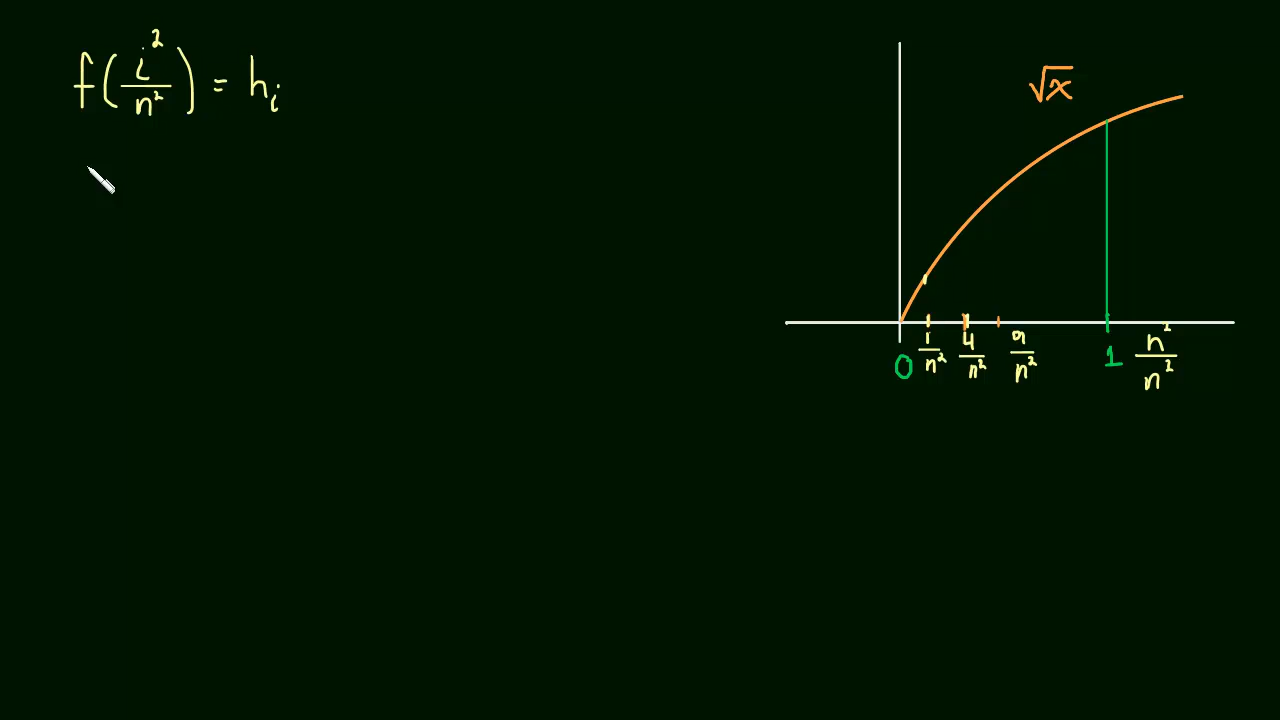 f(i²/n²) = hᵢ
√x
0 1/n² 4/n² 9/n² 1 n²/n²